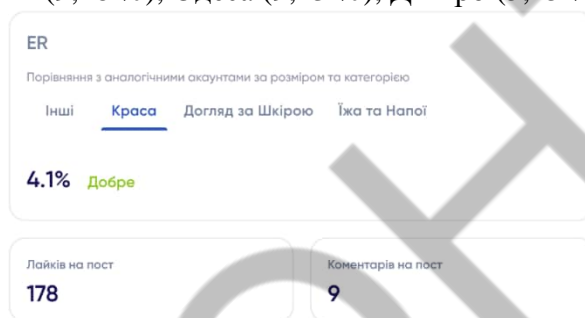 ER
Порівняння з аналогічними акаунтами за розміром та категорією
Інші Краса Догляд за Шкірою Їжа та Напої
4.1% Добре
Лайків на пост Коментарів на пост
178 9